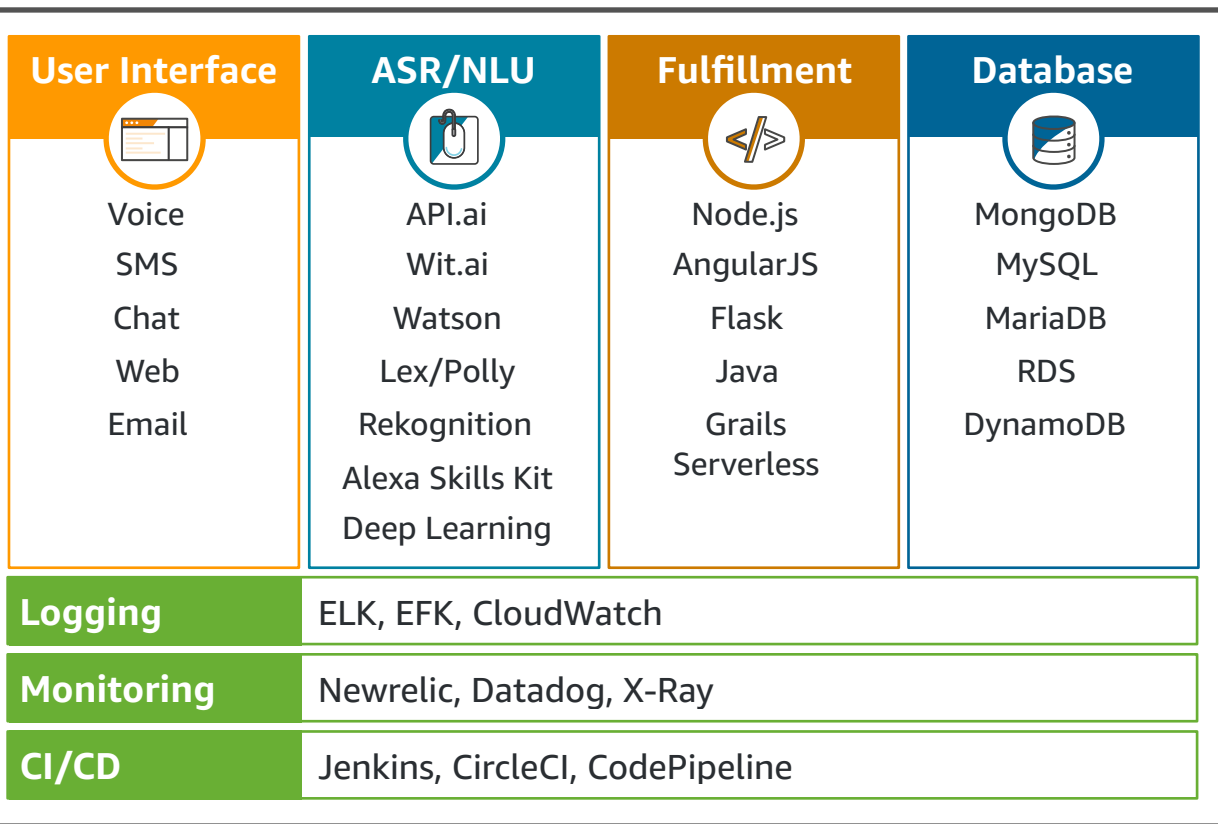 User Interface
Voice
SMS
Chat
Web
Email
ASR/NLU
API.ai
Wit.ai
Watson
Lex/Polly
Rekognition
Alexa Skills Kit
Deep Learning
Fulfillment
</>
Node.js
AngularJS
Flask
Java
Grails
Serverless
Database
MongoDB
MySQL
MariaDB
RDS
DynamoDB
Logging
ELK, EFK, CloudWatch
Monitoring
Newrelic, Datadog, X-Ray
CI/CD
Jenkins, CircleCI, CodePipeline